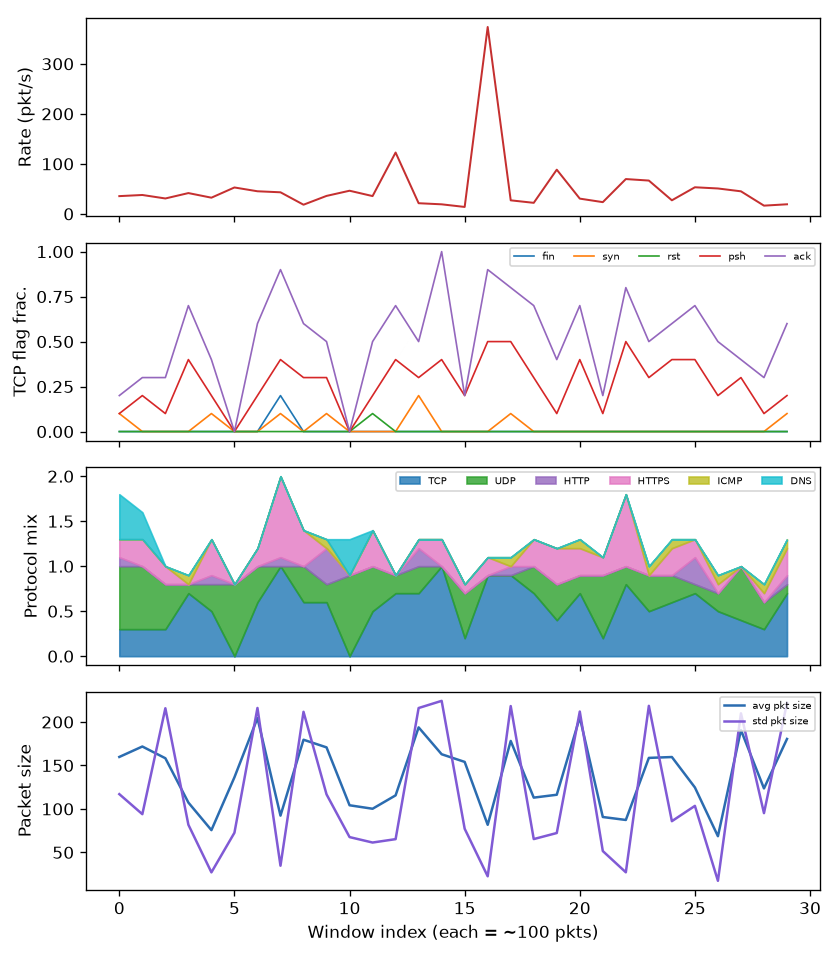 300
200
100
0
Rate (pkt/s)
1.00
0.75
0.50
0.25
0.00
TCP flag frac.
fin syn rst psh ack
2.0
1.5
1.0
0.5
0.0
Protocol mix
TCP UDP HTTP HTTPS ICMP DNS
200
150
100
50
Packet size
avg pkt size
std pkt size
0 5 10 15 20 25 30
Window index (each = ~100 pkts)